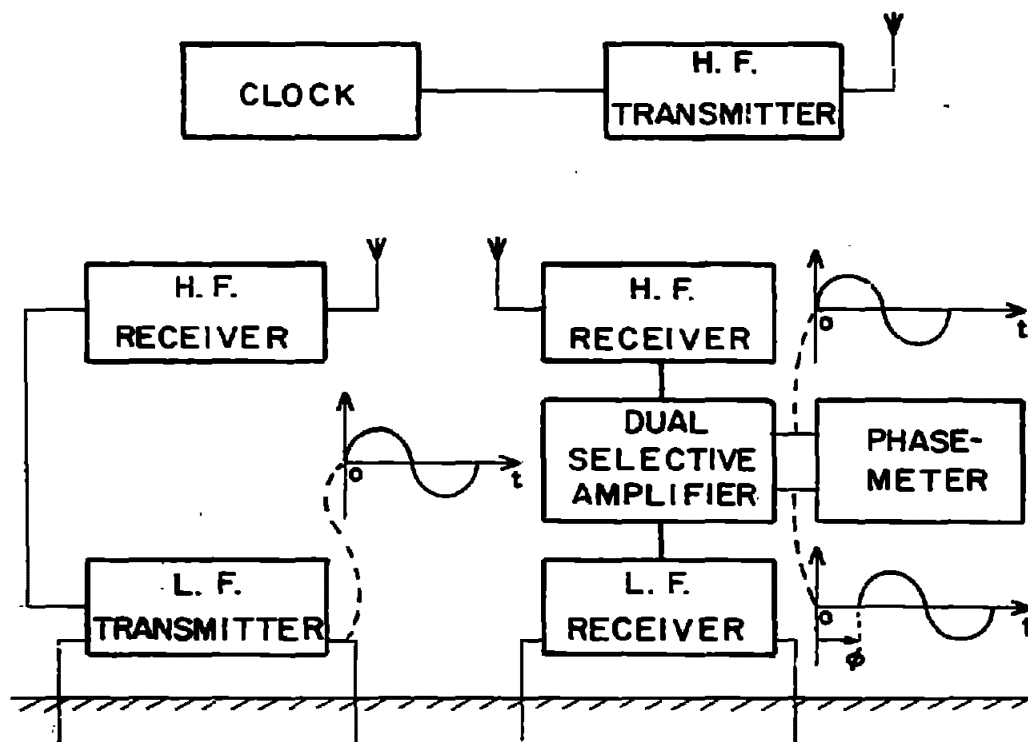 CLOCK
H. F.
TRANSMITTER
H. F.
RECEIVER
H. F.
RECEIVER
o
t
DUAL
SELECTIVE
AMPLIFIER
PHASE-
METER
o
t
L. F.
TRANSMITTER
L. F.
RECEIVER
o
t
ϕ